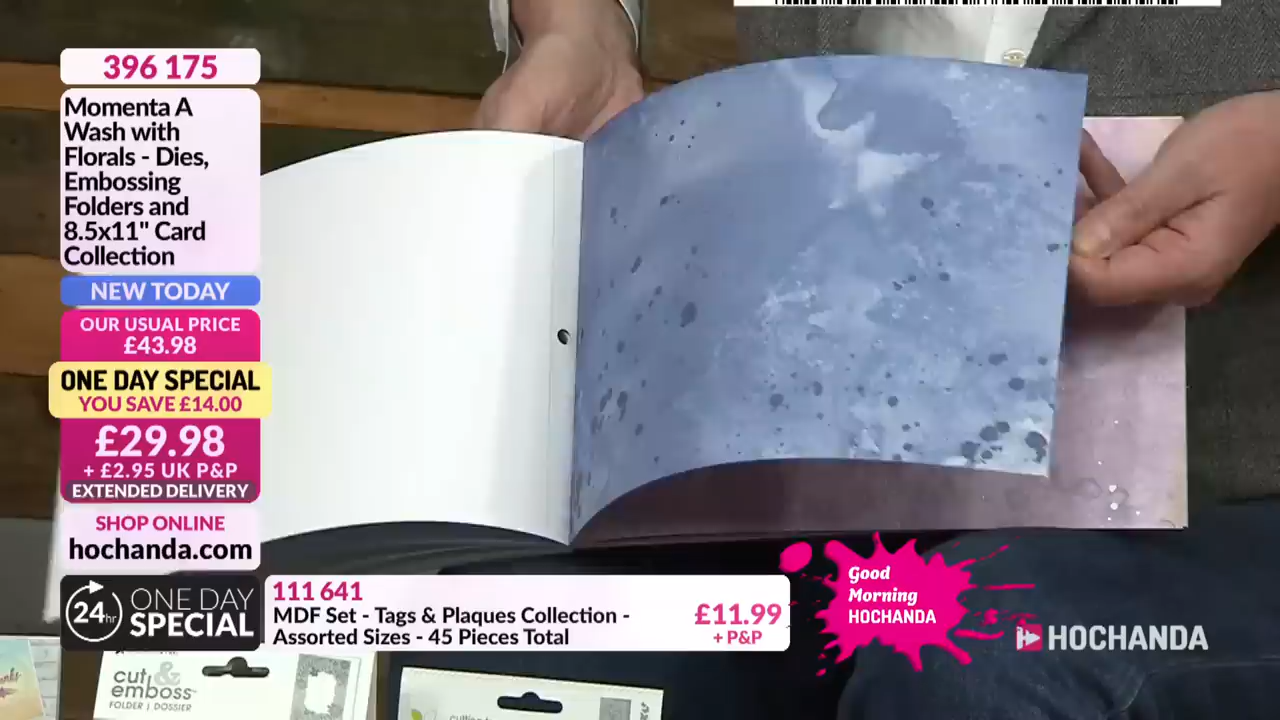 396 175
Momenta A
Wash with
Florals - Dies,
Embossing
Folders and
8.5x11" Card
Collection
NEW TODAY
OUR USUAL PRICE
£43.98
ONE DAY SPECIAL
YOU SAVE £14.00
£29.98
+ £2.95 UK P&P
EXTENDED DELIVERY
SHOP ONLINE
hochanda.com
24hr
ONE DAY
SPECIAL
111 641
MDF Set - Tags & Plaques Collection -
Assorted Sizes - 45 Pieces Total
£11.99
+ P&P
Good
Morning
HOCHANDA
HOCHANDA
cut&
emboss
FOLDER | DOSSIER